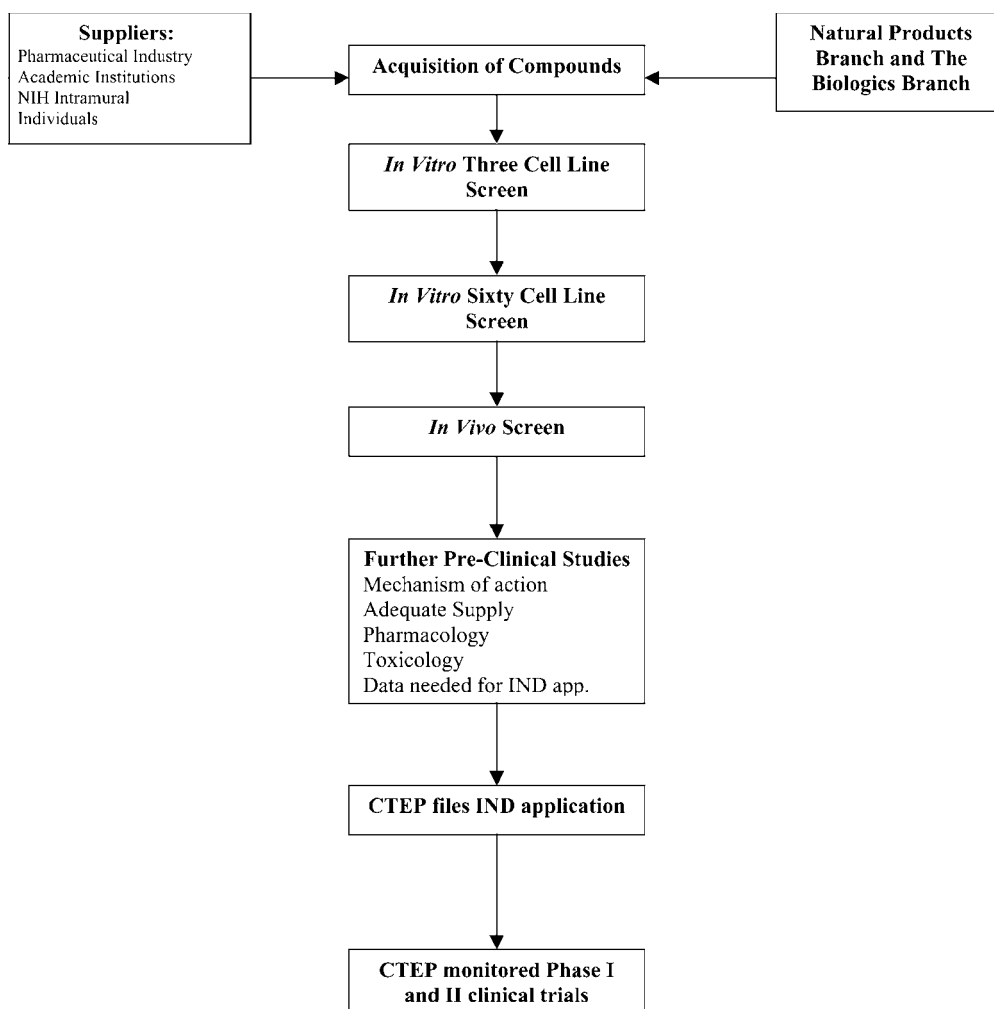 Suppliers:
Pharmaceutical Industry
Academic Institutions
NIH Intramural
Individuals
Acquisition of Compounds
Natural Products
Branch and The
Biologics Branch
In Vitro Three Cell Line
Screen
In Vitro Sixty Cell Line
Screen
In Vivo Screen
Further Pre-Clinical Studies
Mechanism of action
Adequate Supply
Pharmacology
Toxicology
Data needed for IND app.
CTEP files IND application
CTEP monitored Phase I
and II clinical trials